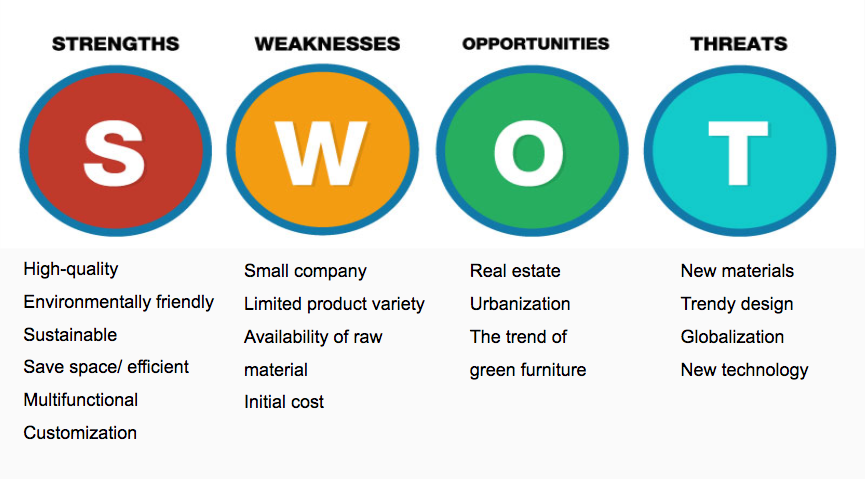 STRENGTHS
WEAKNESSES
OPPORTUNITIES
THREATS
S
W
O
T
High-quality
Environmentally friendly
Sustainable
Save space/ efficient
Multifunctional
Customization
Small company
Limited product variety
Availability of raw
material
Initial cost
Real estate
Urbanization
The trend of
green furniture
New materials
Trendy design
Globalization
New technology